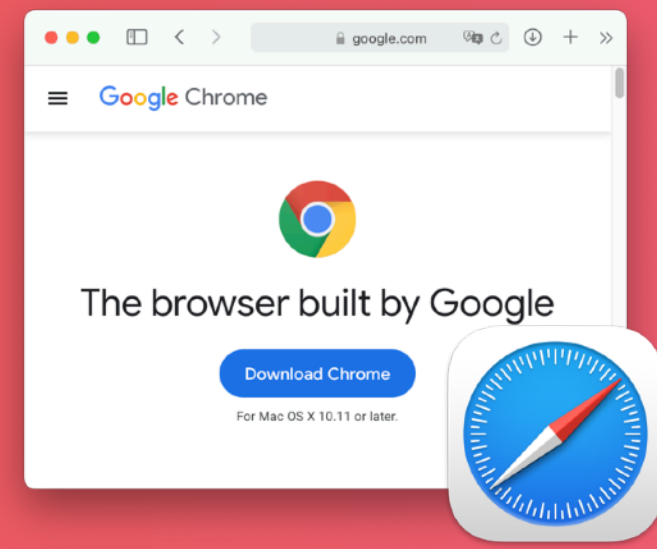 google.com
Google Chrome
The browser built by Google
Download Chrome
For Mac OS X 10.11 or later.